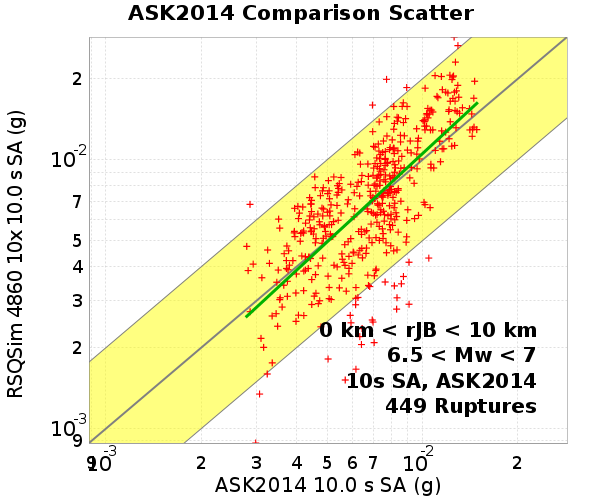 ASK2014 Comparison Scatter
RSQSim 4860 10x 10.0 s SA (g)
2
10-2
7
5
4
3
2
10-3
9
0 km < rJB < 10 km
6.5 < Mw < 7
10s SA, ASK2014
449 Ruptures
9 10-3 2 3 4 5 6 7 10-2 2
ASK2014 10.0 s SA (g)